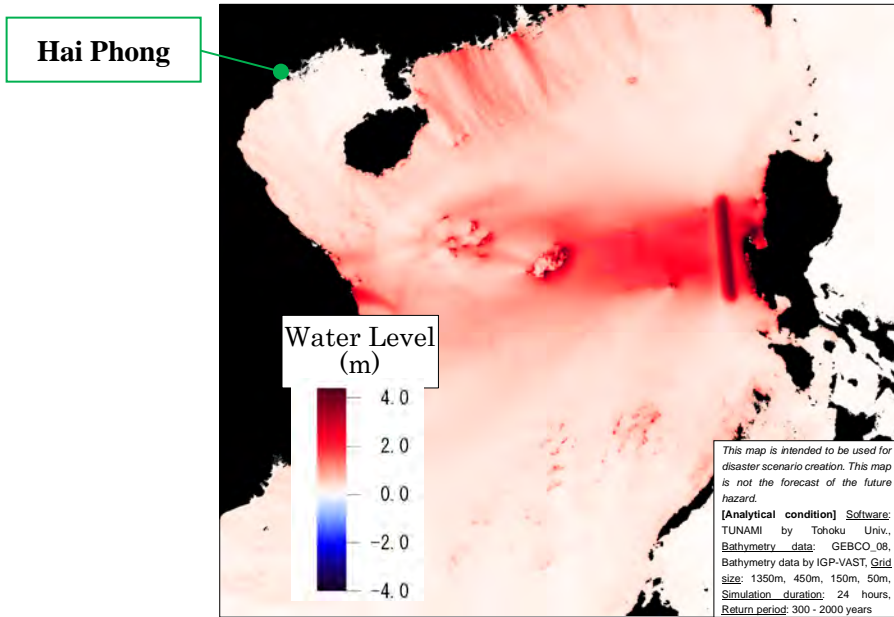 Hai Phong
Water Level
(m)
4.0
2.0
0.0
-2.0
-4.0
This map is intended to be used for
disaster scenario creation. This map
is not the forecast of the future
hazard.
[Analytical condition] Software:
TUNAMI by Tohoku Univ.,
Bathymetry data: GEBCO_08,
Bathymetry data by IGP-VAST, Grid
size: 1350m, 450m, 150m, 50m,
Simulation duration: 24 hours,
Return period: 300 - 2000 years